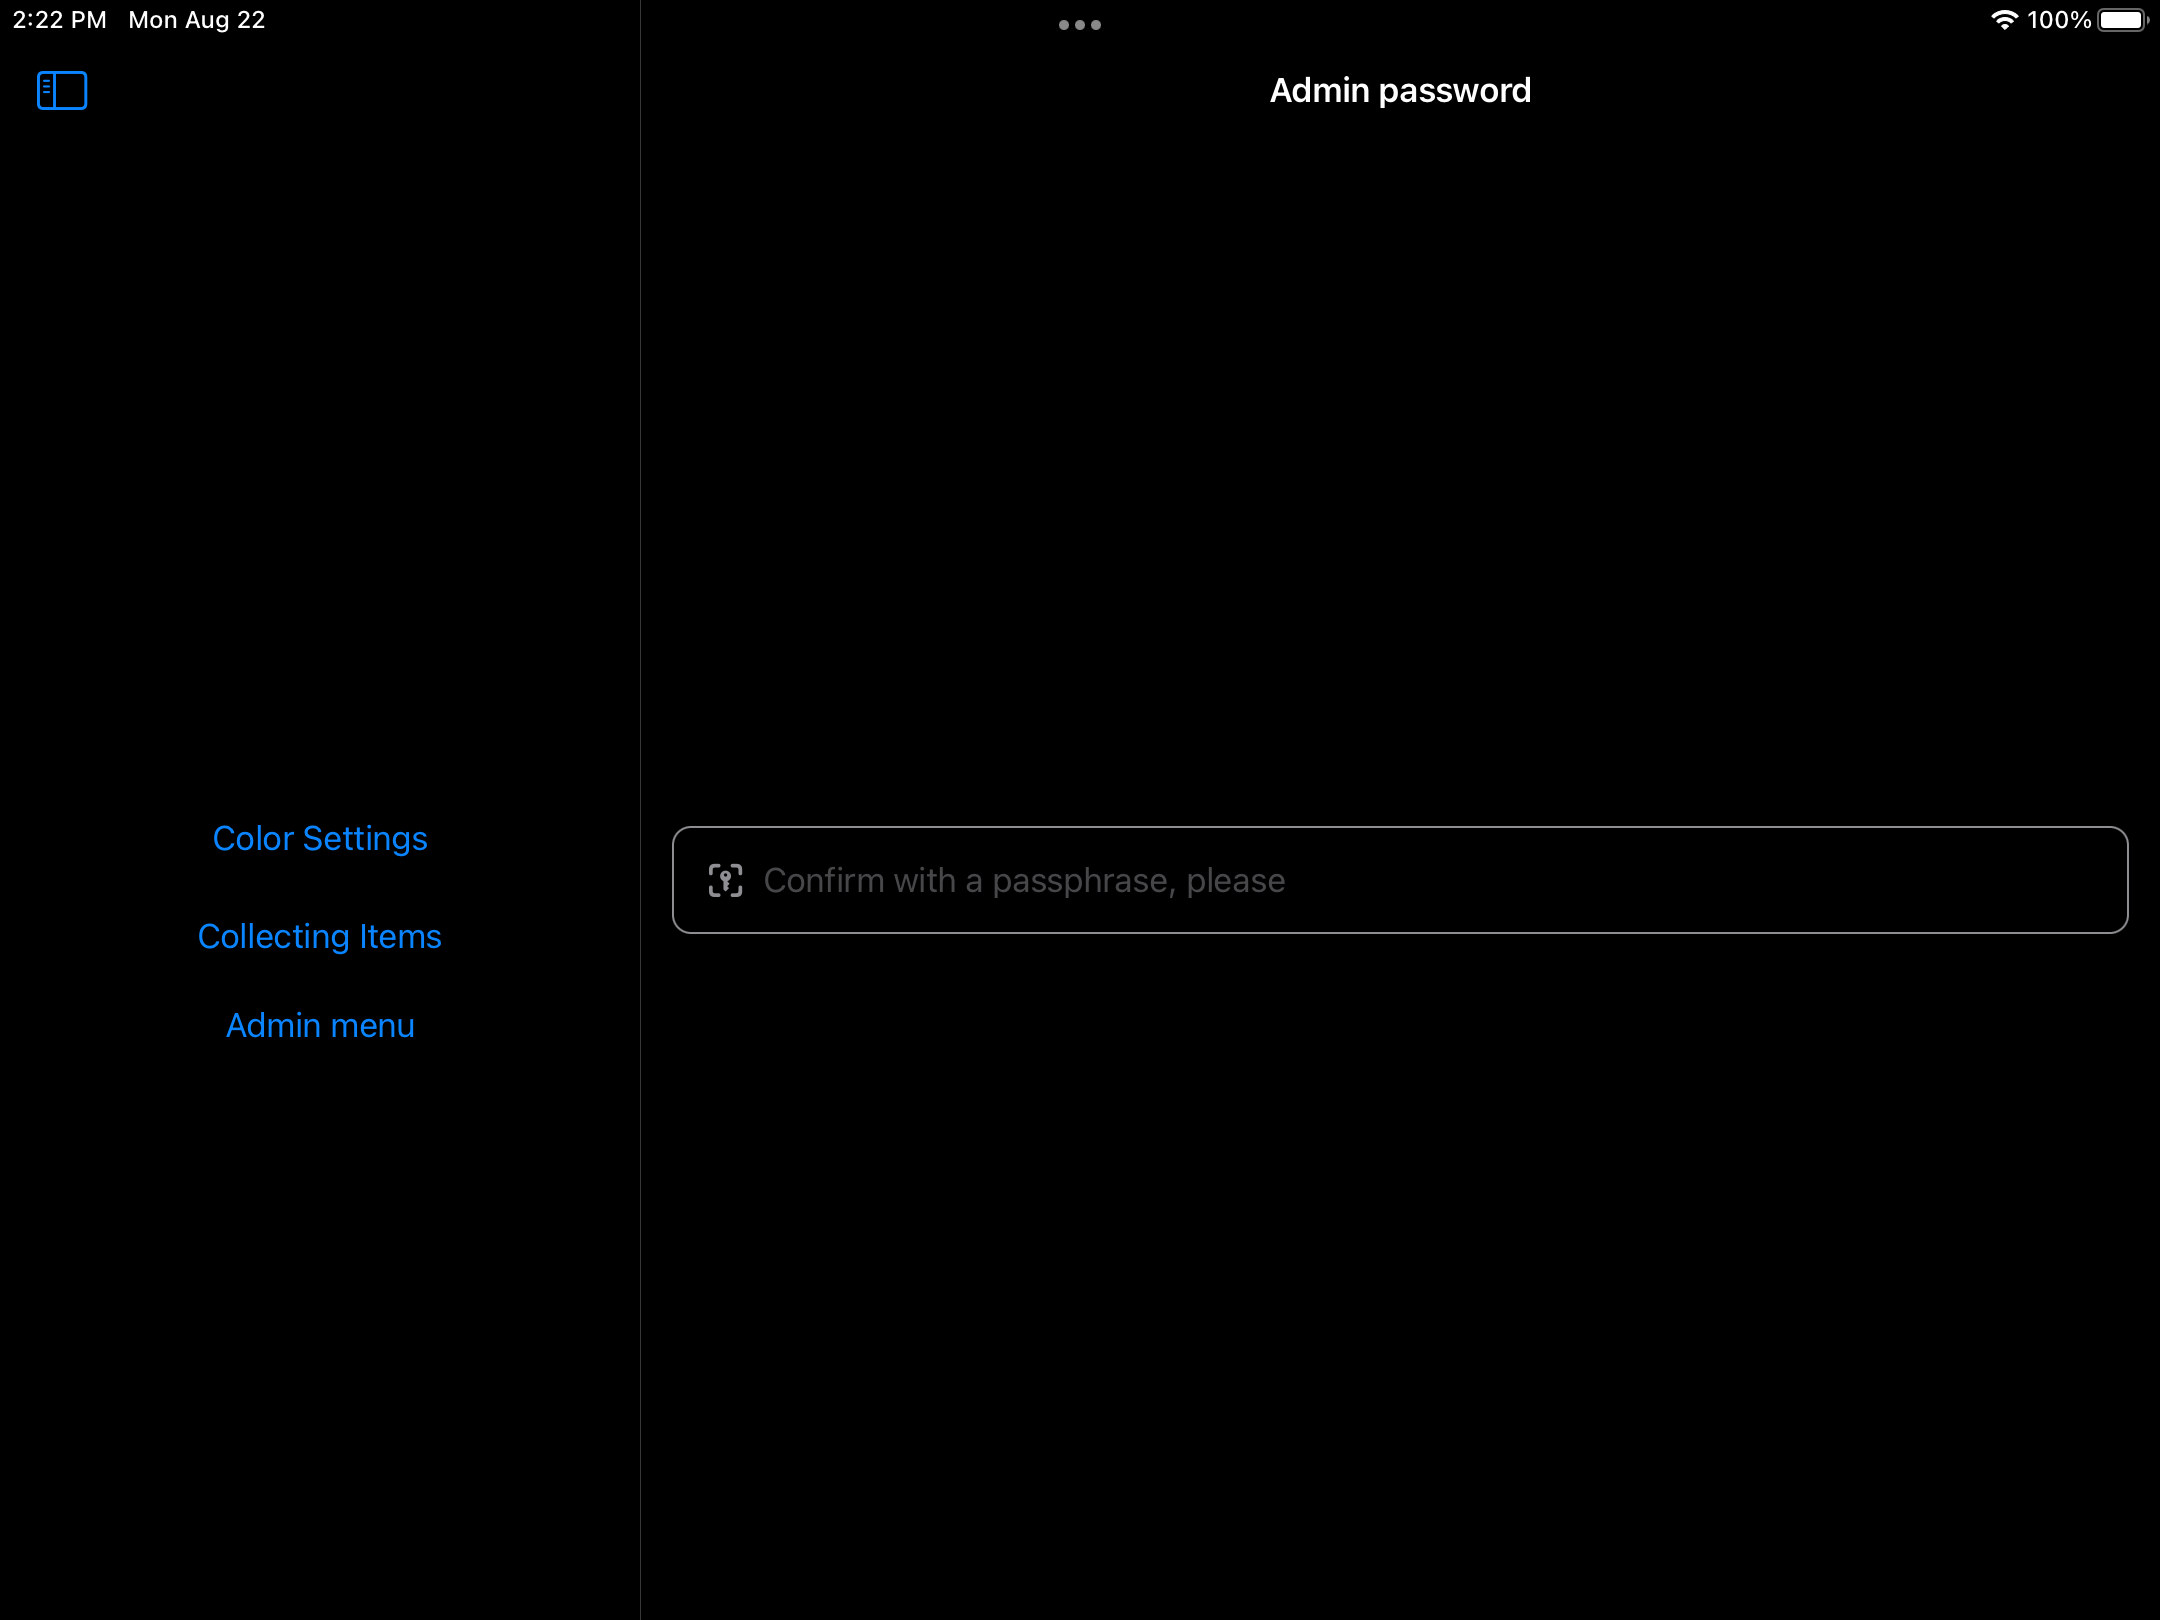 2:22 PM Mon Aug 22
100%
Admin password
Color Settings
Collecting Items
Admin menu
Confirm with a passphrase, please